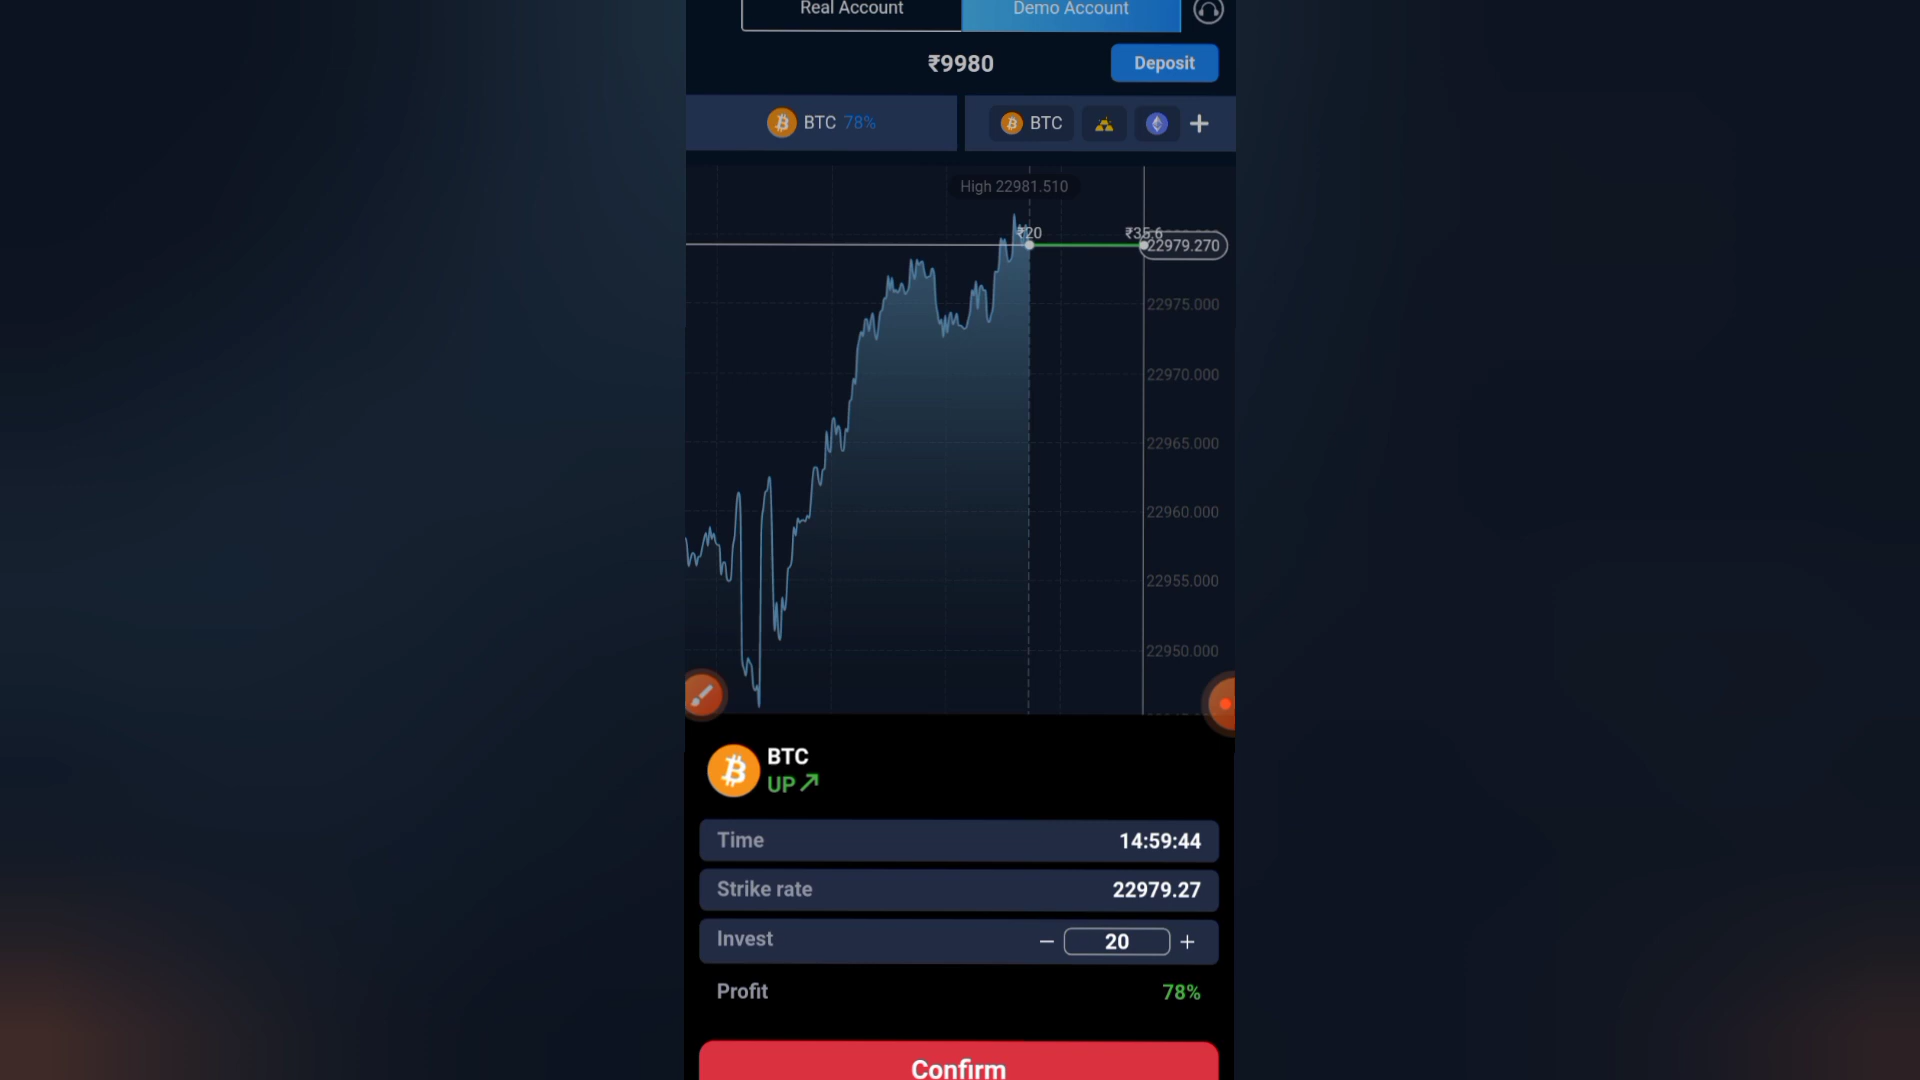 Real Account
Demo Account
₹9980
Deposit
BTC 78%
BTC
High 22981.510
₹20
₹35.6
22979.270
22975.000
22970.000
22965.000
22960.000
22955.000
22950.000
BTC
UP
Time
14:59:44
Strike rate
22979.27
Invest
− 20 +
Profit
78%
Confirm